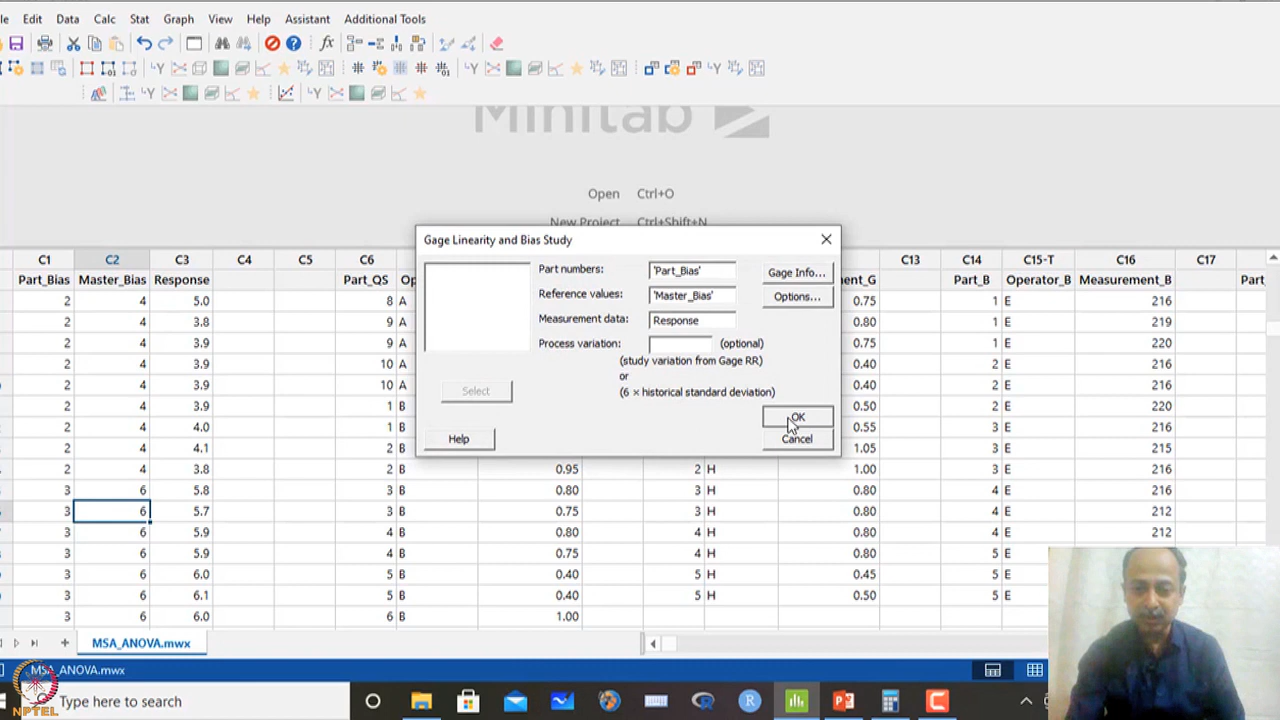 Edit Data Calc Stat Graph View Help Assistant Additional Tools
Minitab
Open Ctrl+O
New Project Ctrl+Shift+N
Gage Linearity and Bias Study
Part numbers: 'Part_Bias' Gage Info...
Reference values: 'Master_Bias' Options...
Measurement data: Response
Process variation: (optional)
(study variation from Gage RR)
or
(6 × historical standard deviation)
Select
OK
Help Cancel
C1 C2 C3 C4 C5 C6 C13 C14 C15-T C16 C17
Part_Bias Master_Bias Response Part_QS Part_B Operator_B Measurement_B
2 4 5.0 8 A 0.75 1 E 216
2 4 3.8 9 A 0.80 1 E 219
2 4 3.9 9 A 0.75 1 E 220
2 4 3.9 10 A 0.40 2 E 216
2 4 3.9 10 A 0.40 2 E 216
2 4 3.9 1 B 0.50 2 E 220
2 4 4.0 1 B 0.55 3 E 216
2 4 4.1 2 B 1.05 3 E 215
2 4 3.8 2 B 0.95 2 H 1.00 3 E 216
3 6 5.8 3 B 0.80 3 H 0.80 4 E 216
3 6 5.7 3 B 0.75 3 H 0.80 4 E 212
3 6 5.9 4 B 0.80 4 H 0.80 4 E 212
3 6 5.9 4 B 0.75 4 H 0.80 5 E
3 6 6.0 5 B 0.40 5 H 0.45 5 E
3 6 6.1 5 B 0.40 5 H 0.50 5 E
3 6 6.0 6 B 1.00
MSA_ANOVA.mwx
MSA_ANOVA.mwx
Type here to search
NPTEL